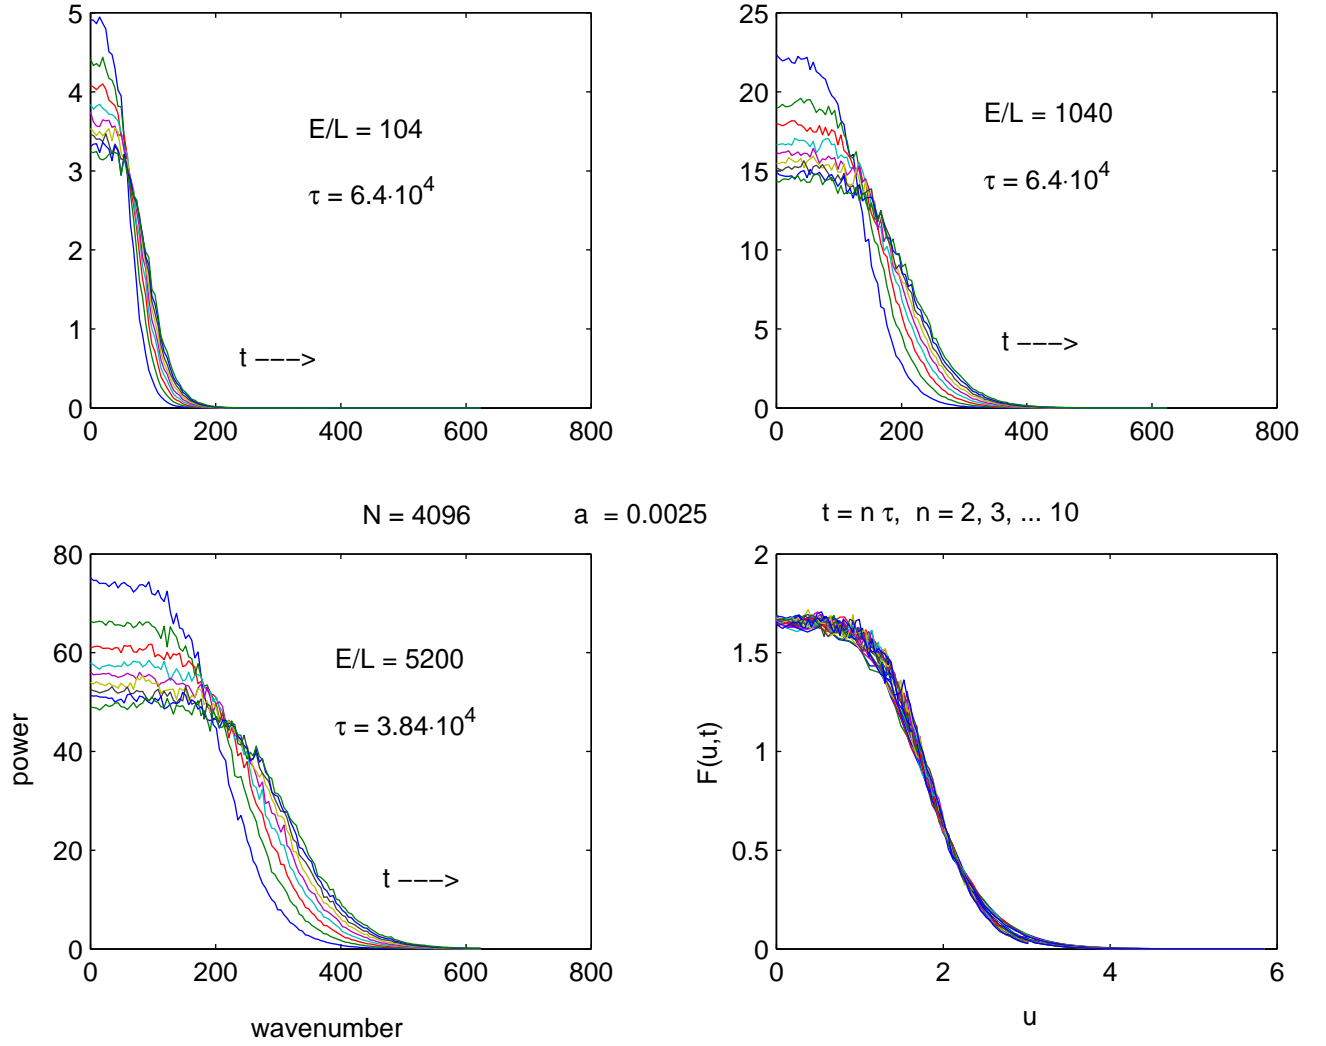 5
4
3
2
1
0
0 200 400 600 800
E/L = 104
τ = 6.4·10^4
t −−−>
25
20
15
10
5
0
0 200 400 600 800
E/L = 1040
τ = 6.4·10^4
t −−−>
N = 4096 a = 0.0025 t = n τ, n = 2, 3, ... 10
80
60
40
20
0
0 200 400 600 800
power
wavenumber
E/L = 5200
τ = 3.84·10^4
t −−−>
2
1.5
1
0.5
0
0 2 4 6
F(u,t)
u